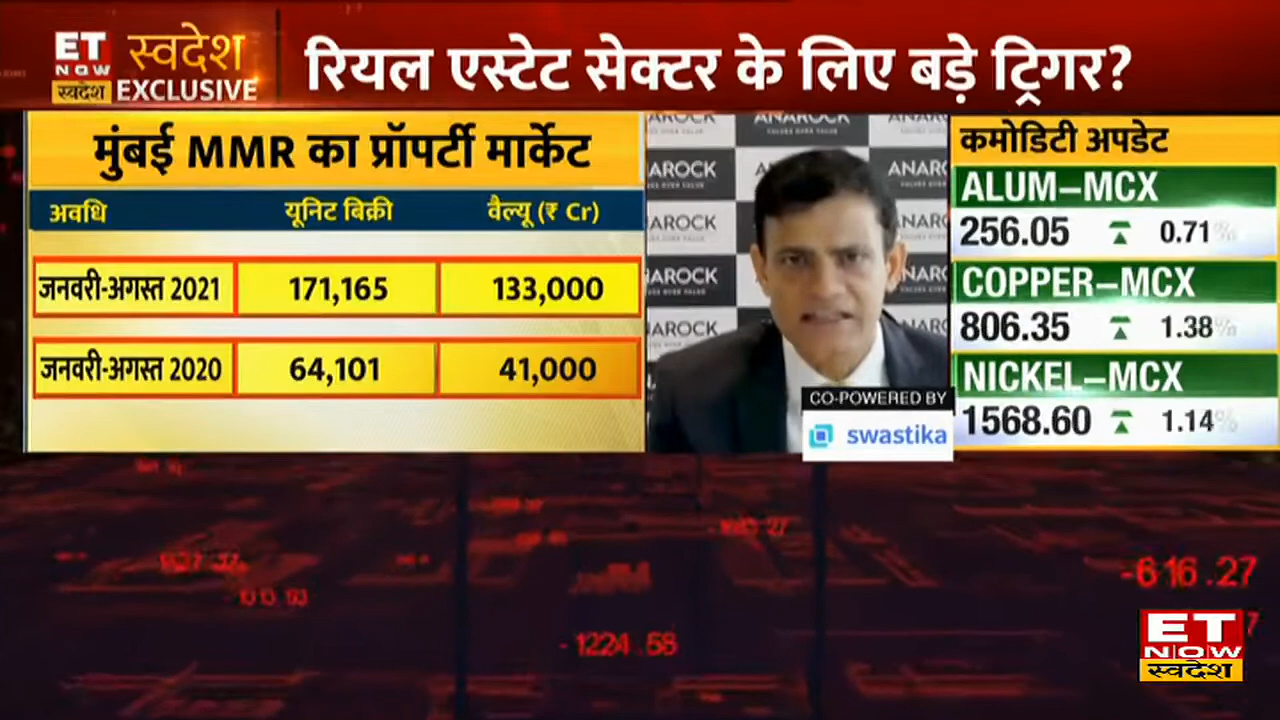 ET NOW स्वदेश
स्वदेश EXCLUSIVE
रियल एस्टेट सेक्टर के लिए बड़े ट्रिगर?
मुंबई MMR का प्रॉपर्टी मार्केट
अवधि यूनिट बिक्री वैल्यू (₹ Cr)
जनवरी-अगस्त 2021 171,165 133,000
जनवरी-अगस्त 2020 64,101 41,000
ANAROCK
VALUES OVER VALUE
CO-POWERED BY
swastika
कमोडिटी अपडेट
ALUM–MCX
256.05 0.71%
COPPER–MCX
806.35 1.38%
NICKEL–MCX
1568.60 1.14%
-616.27
-1224.58
ET
NOW
स्वदेश